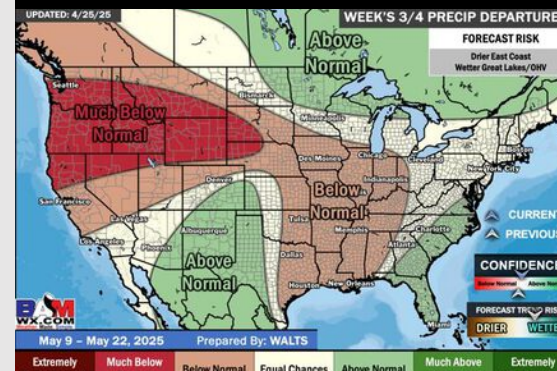 UPDATED: 4/25/25
WEEK'S 3/4 PRECIP DEPARTURE
FORECAST RISK
Drier East Coast
Wetter Great Lakes/OHV
Above
Normal
Seattle
Bismarck
Much Below
Normal
Minneapolis
Boston
Des Moines
Chicago
Cleveland
New York City
Denver
Indianapolis
San Francisco
Below
Normal
Las Vegas
Tulsa
Albuquerque
Memphis
Charlotte
CURRENT
Los Angeles
Phoenix
Atlanta
PREVIOUS
Above
Normal
Dallas
CONFIDENCE
Houston
New Orleans
Below Normal
Above Nor
BAM
WX.COM
FORECAST TREND RIS
Miami
DRIER
WETTE
May 9 – May 22, 2025
Prepared By: WALTS
Extremely
Much Below
Below Normal
Equal Chances
Above Normal
Much Above
Extremely